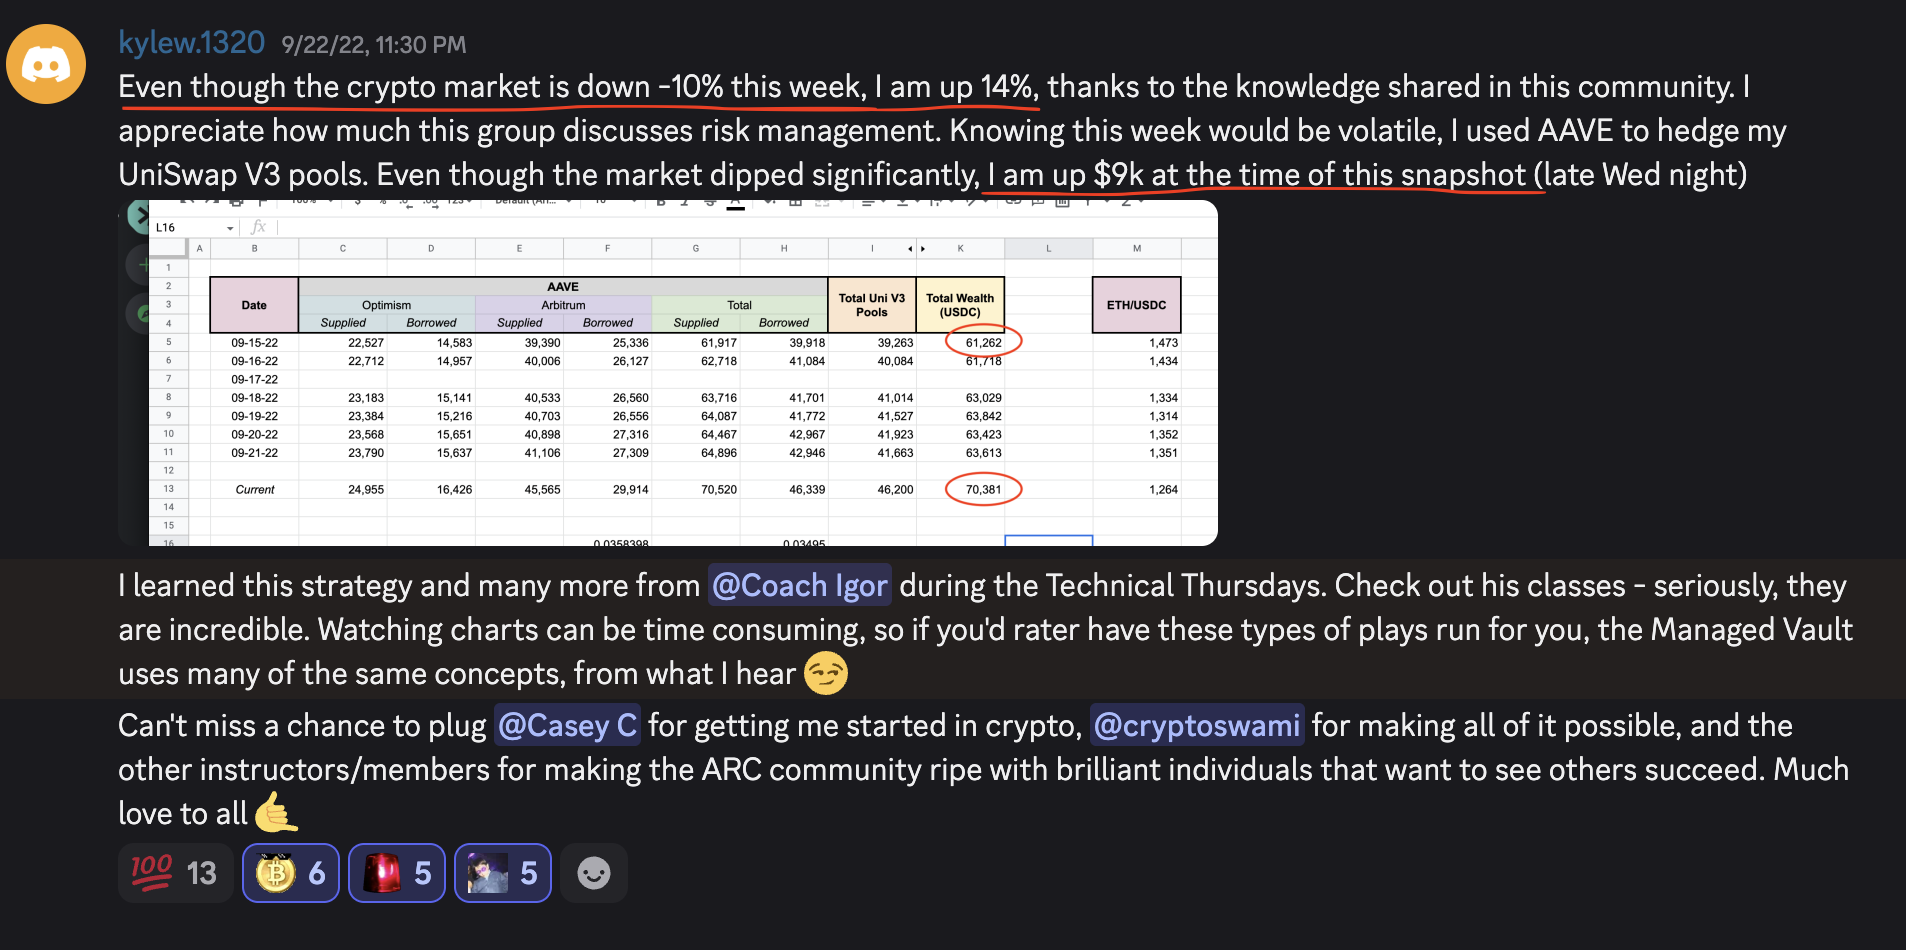 kylew.1320 9/22/22, 11:30 PM
Even though the crypto market is down -10% this week, I am up 14%, thanks to the knowledge shared in this community. I
appreciate how much this group discusses risk management. Knowing this week would be volatile, I used AAVE to hedge my
UniSwap V3 pools. Even though the market dipped significantly, I am up $9k at the time of this snapshot (late Wed night)
L16 fx
A B C D E F G H I K L M
1
2 AAVE
Date Total Uni V3 Pools Total Wealth (USDC) ETH/USDC
3 Optimism Arbitrum Total
4 Supplied Borrowed Supplied Borrowed Supplied Borrowed
5 09-15-22 22,527 14,583 39,390 25,336 61,917 39,918 39,263 61,262 1,473
6 09-16-22 22,712 14,957 40,006 26,127 62,718 41,084 40,084 61,718 1,434
7 09-17-22
8 09-18-22 23,183 15,141 40,533 26,560 63,716 41,701 41,014 63,029 1,334
9 09-19-22 23,384 15,216 40,703 26,556 64,087 41,772 41,527 63,842 1,314
10 09-20-22 23,568 15,651 40,898 27,316 64,467 42,967 41,923 63,423 1,352
11 09-21-22 23,790 15,637 41,106 27,309 64,896 42,946 41,663 63,613 1,351
12
13 Current 24,955 16,426 45,565 29,914 70,520 46,339 46,200 70,381 1,264
14
15
16 0.0358398 0.03495
I learned this strategy and many more from @Coach Igor during the Technical Thursdays. Check out his classes - seriously, they
are incredible. Watching charts can be time consuming, so if you'd rater have these types of plays run for you, the Managed Vault
uses many of the same concepts, from what I hear
Can't miss a chance to plug @Casey C for getting me started in crypto, @cryptoswami for making all of it possible, and the
other instructors/members for making the ARC community ripe with brilliant individuals that want to see others succeed. Much
love to all
100 13 6 5 5